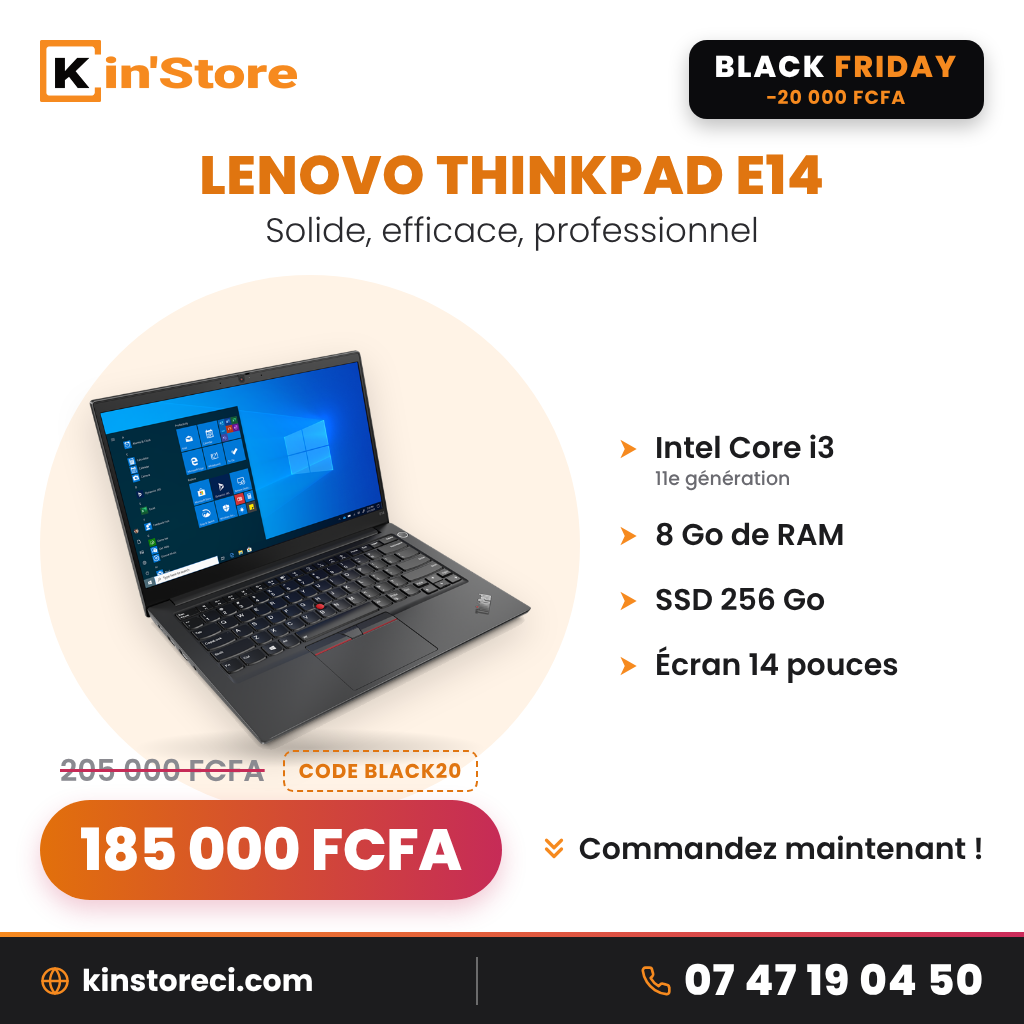 Kin'Store
BLACK FRIDAY
-20 000 FCFA
LENOVO THINKPAD E14
Solide, efficace, professionnel
Intel Core i3
11e génération
8 Go de RAM
SSD 256 Go
Écran 14 pouces
205 000 FCFA
CODE BLACK20
185 000 FCFA
Commandez maintenant !
kinstoreci.com
07 47 19 04 50